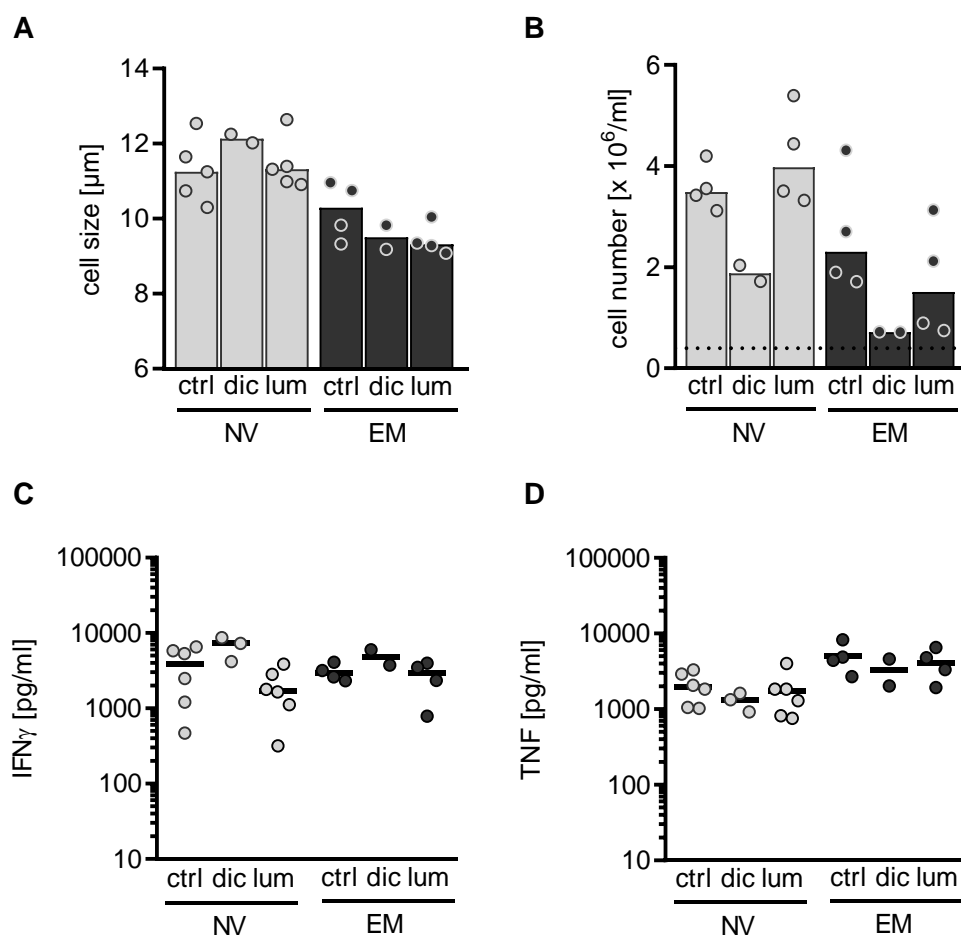 A
cell size [µm]
14
12
10
8
6
ctrl dic lum ctrl dic lum
NV EM
B
cell number [x 10⁶/ml]
6
4
2
0
ctrl dic lum ctrl dic lum
NV EM
C
IFNγ [pg/ml]
100000
10000
1000
100
10
ctrl dic lum ctrl dic lum
NV EM
D
TNF [pg/ml]
100000
10000
1000
100
10
ctrl dic lum ctrl dic lum
NV EM